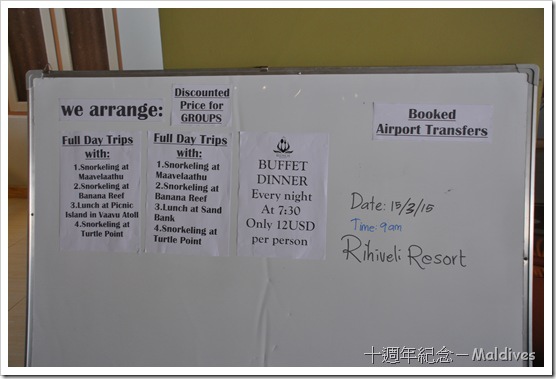 we arrange:
Discounted
Price for
GROUPS
Full Day Trips
with:
1.Snorkeling at
Maavelaathu
2.Snorkeling at
Banana Reef
3.Lunch at Picnic
Island in Vaavu Atoll
4.Snorkeling at
Turtle Point
Full Day Trips
with:
1.Snorkeling at
Maavelaathu
2.Snorkeling at
Banana Reef
3.Lunch at Sand
Bank
4.Snorkeling at
Turtle Point
BUFFET
DINNER
Every night
At 7:30
Only 12USD
per person
Booked
Airport Transfers
Date: 15/3/15
Time: 9am
Rihiveli Resort
十週年紀念－Maldives